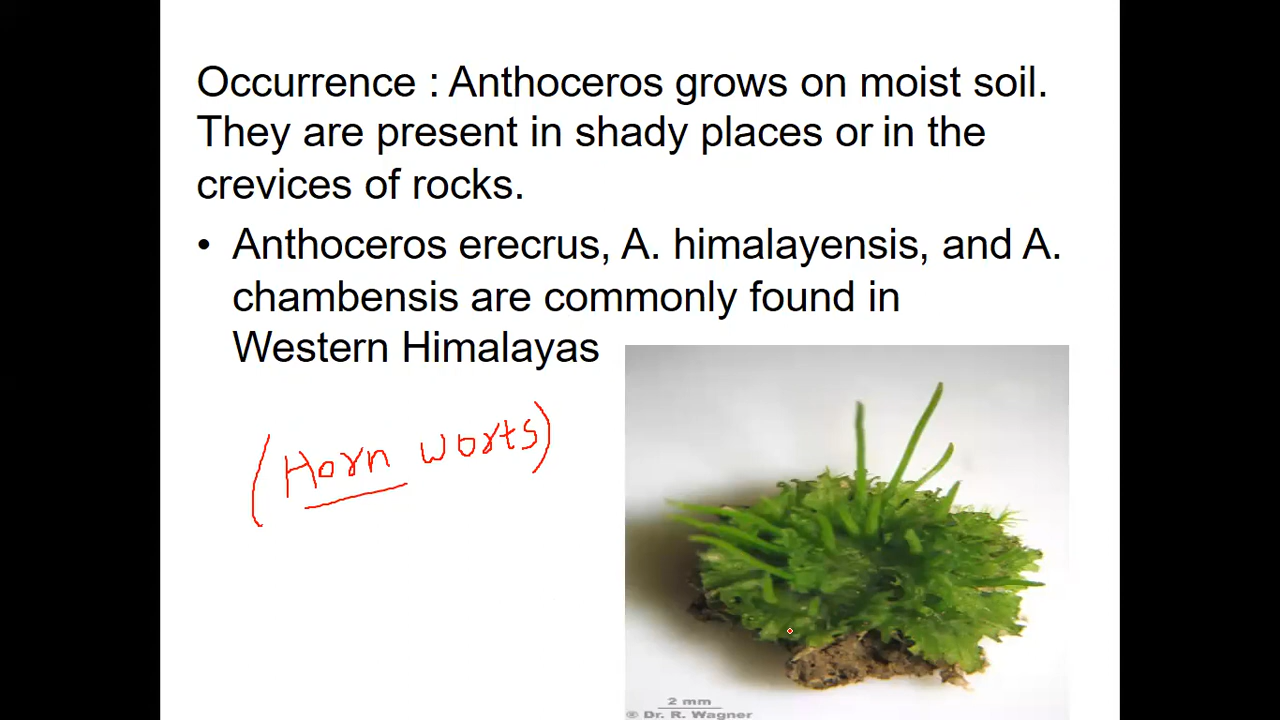 Occurrence : Anthoceros grows on moist soil.
They are present in shady places or in the
crevices of rocks.
• Anthoceros erecrus, A. himalayensis, and A.
chambensis are commonly found in
Western Himalayas
(Horn worts)
2 mm
® Dr. R. Wagner